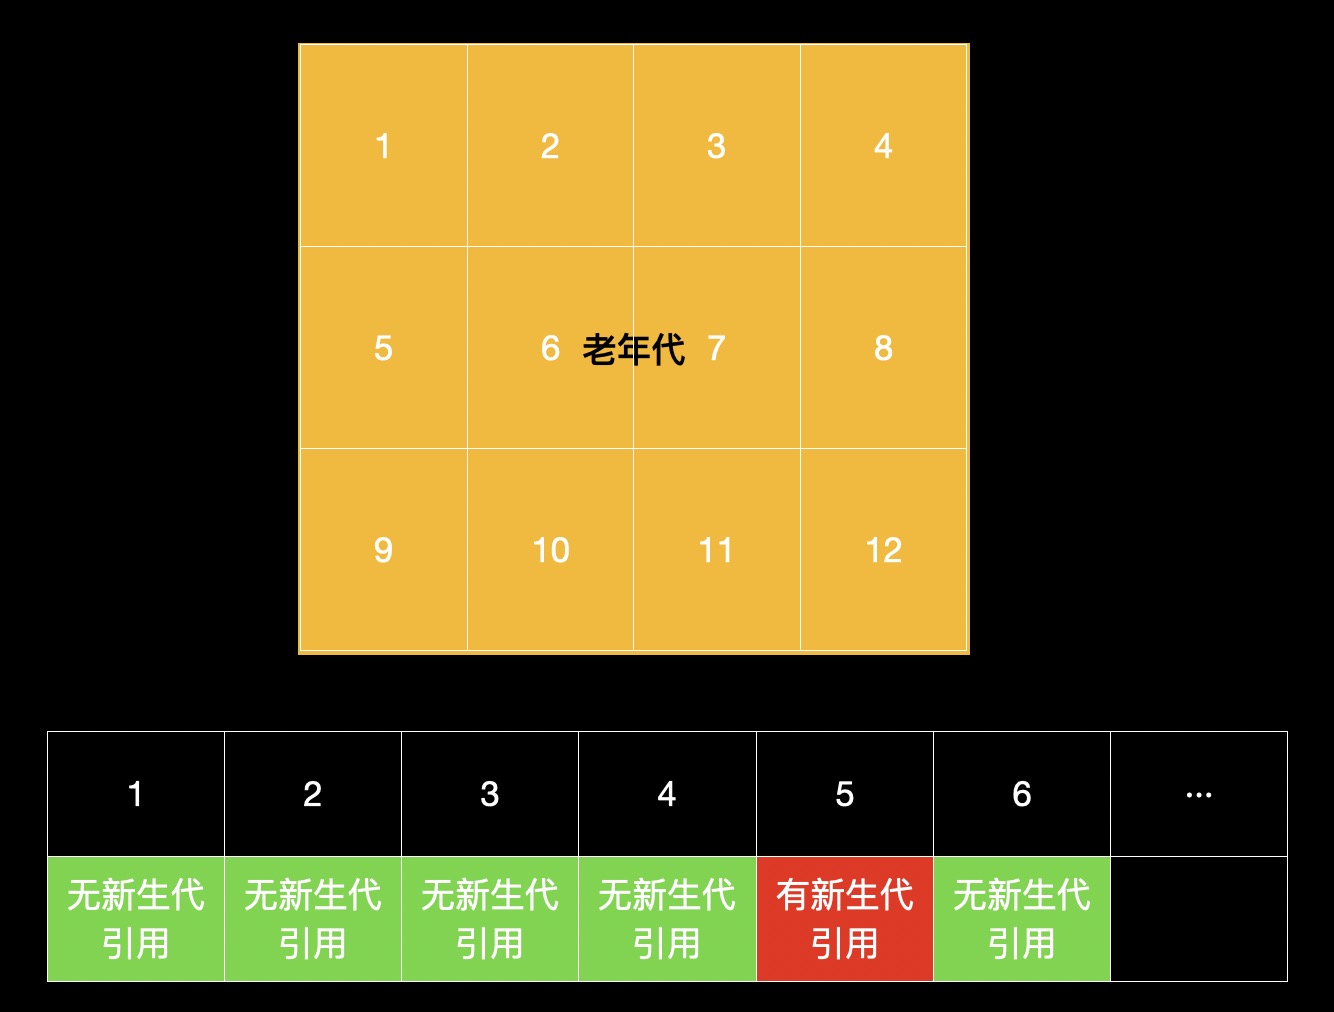 1 2 3 4
5 6 老年代 7 8
9 10 11 12
1 2 3 4 5 6 ...
无新生代 无新生代 无新生代 无新生代 有新生代 无新生代
引用 引用 引用 引用 引用 引用